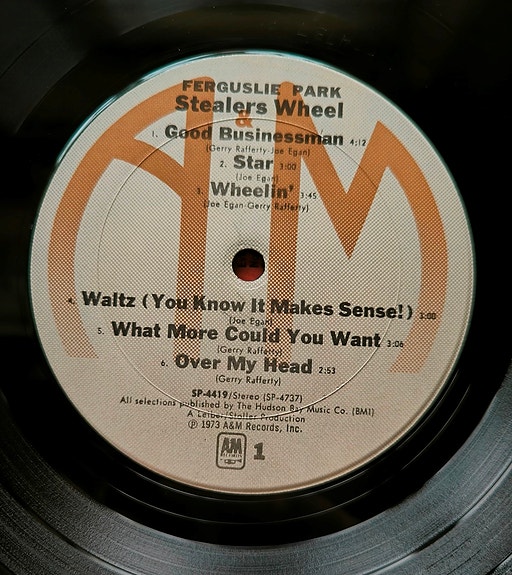 FERGUSLIE PARK
Stealers Wheel
&
1. Good Businessman 4:12
(Gerry Rafferty-Joe Egan)
2. Star 3:00
(Joe Egan)
3. Wheelin' 3:45
(Joe Egan-Gerry Rafferty)
AM
4. Waltz (You Know It Makes Sense!) 3:00
(Joe Egan)
5. What More Could You Want 3:06
(Gerry Rafferty)
6. Over My Head 2:53
(Gerry Rafferty)
SP-4419/Stereo (SP-4737)
All selections published by The Hudson Bay Music Co. (BMI)
A Leiber/Stoller Production
℗ 1973 A&M Records, Inc.
A&M RECORDS 1